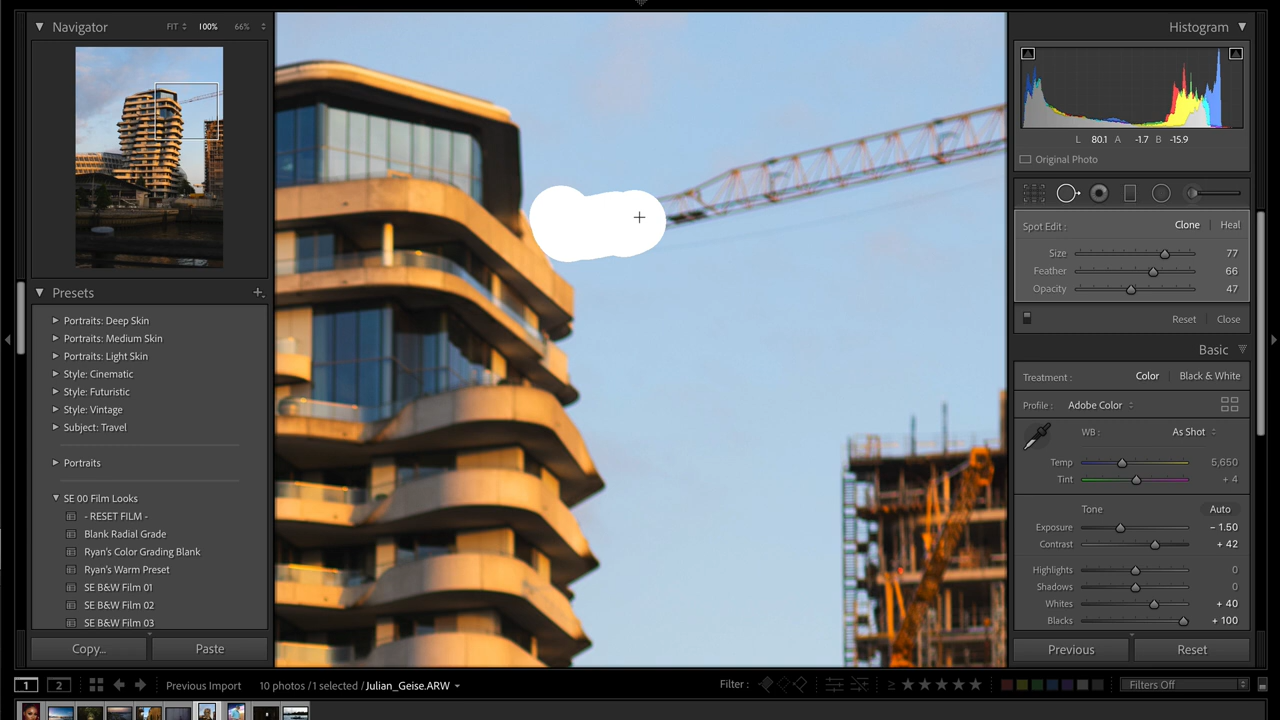 Navigator FIT 100% 66%
Presets +
Portraits: Deep Skin
Portraits: Medium Skin
Portraits: Light Skin
Style: Cinematic
Style: Futuristic
Style: Vintage
Subject: Travel
Portraits
SE 00 Film Looks
- RESET FILM -
Blank Radial Grade
Ryan's Color Grading Blank
Ryan's Warm Preset
SE B&W Film 01
SE B&W Film 02
SE B&W Film 03
Copy... Paste
Histogram
L 80.1 A -1.7 B -15.9
Original Photo
Spot Edit: Clone Heal
Size 77
Feather 66
Opacity 47
Reset Close
Basic
Treatment: Color Black & White
Profile: Adobe Color
WB: As Shot
Temp 5,650
Tint + 4
Tone Auto
Exposure – 1.50
Contrast + 42
Highlights 0
Shadows 0
Whites + 40
Blacks + 100
Previous Reset
1 2 Previous Import 10 photos / 1 selected / Julian_Geise.ARW Filter: ≥ ★★★★★ Filters Off